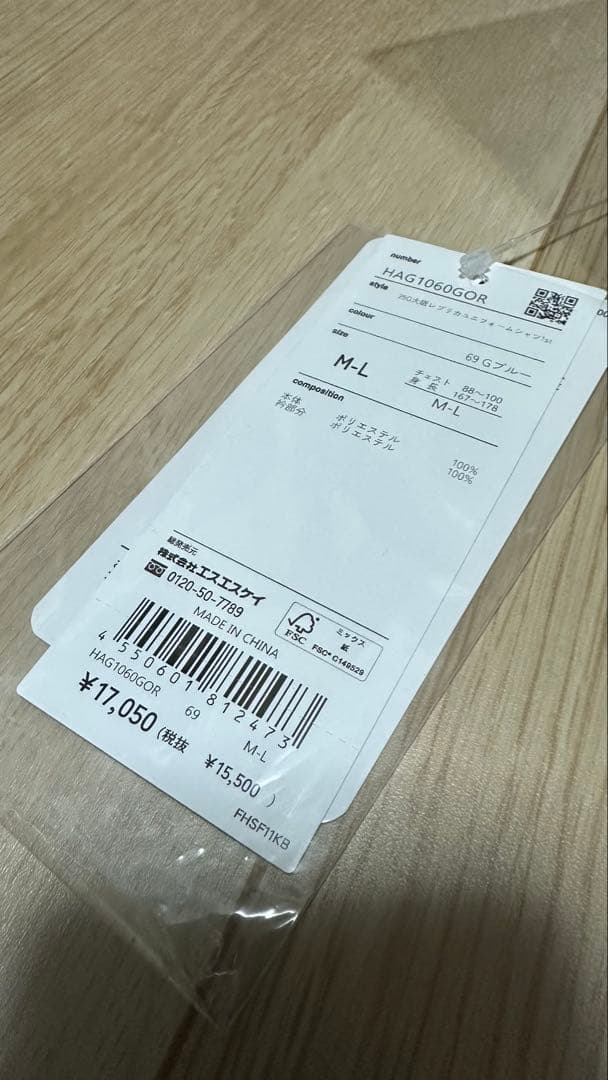 number
HAG1060GOR
style
25G大阪レプリカユニフォームシャツ1st
colour
69 Gブルー
size
M-L
チェスト 88～100
身 長 167～178
M-L
composition
本体 ポリエステル 100%
衿部分 ポリエステル 100%
総発売元
株式会社エスエスケイ
0120-50-7789
MADE IN CHINA
FSC
ミックス
紙
FSC® C148529
4 550601 812473
HAG1060GOR 69 M-L
¥17,050 (税抜 ¥15,500 )
FHSF11KB